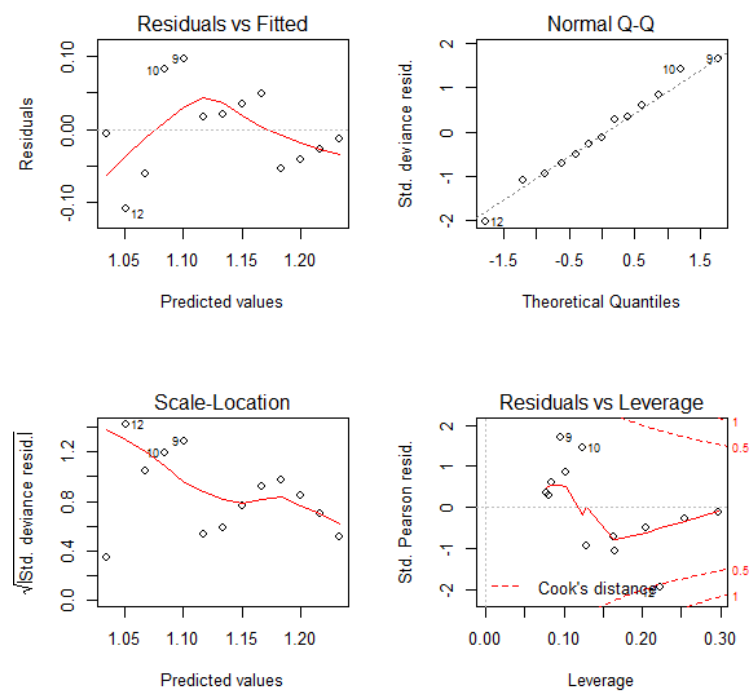 Residuals vs Fitted
Residuals
0.10
0.00
-0.10
10
9
12
1.05 1.10 1.15 1.20
Predicted values
Normal Q-Q
Std. deviance resid.
2
1
0
-1
-2
10
9
12
-1.5 -0.5 0.5 1.5
Theoretical Quantiles
Scale-Location
√|Std. deviance resid.|
1.2
0.8
0.4
0.0
12
10
9
1.05 1.10 1.15 1.20
Predicted values
Residuals vs Leverage
Std. Pearson resid.
2
1
0
-1
-2
9
10
12
1
0.5
0.5
1
Cook's distance
0.00 0.10 0.20 0.30
Leverage